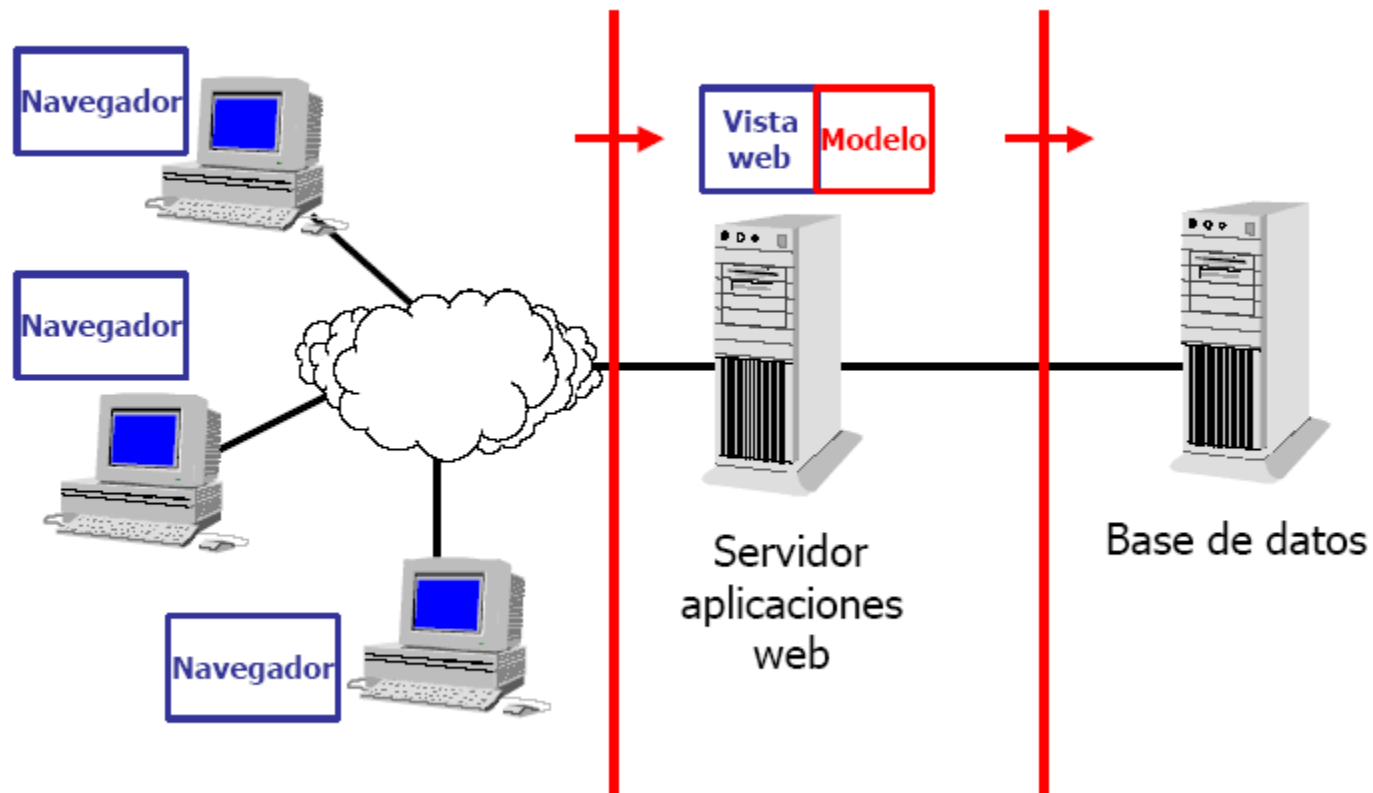 Navegador
Navegador
Navegador
Vista
web
Modelo
Servidor
aplicaciones
web
Base de datos